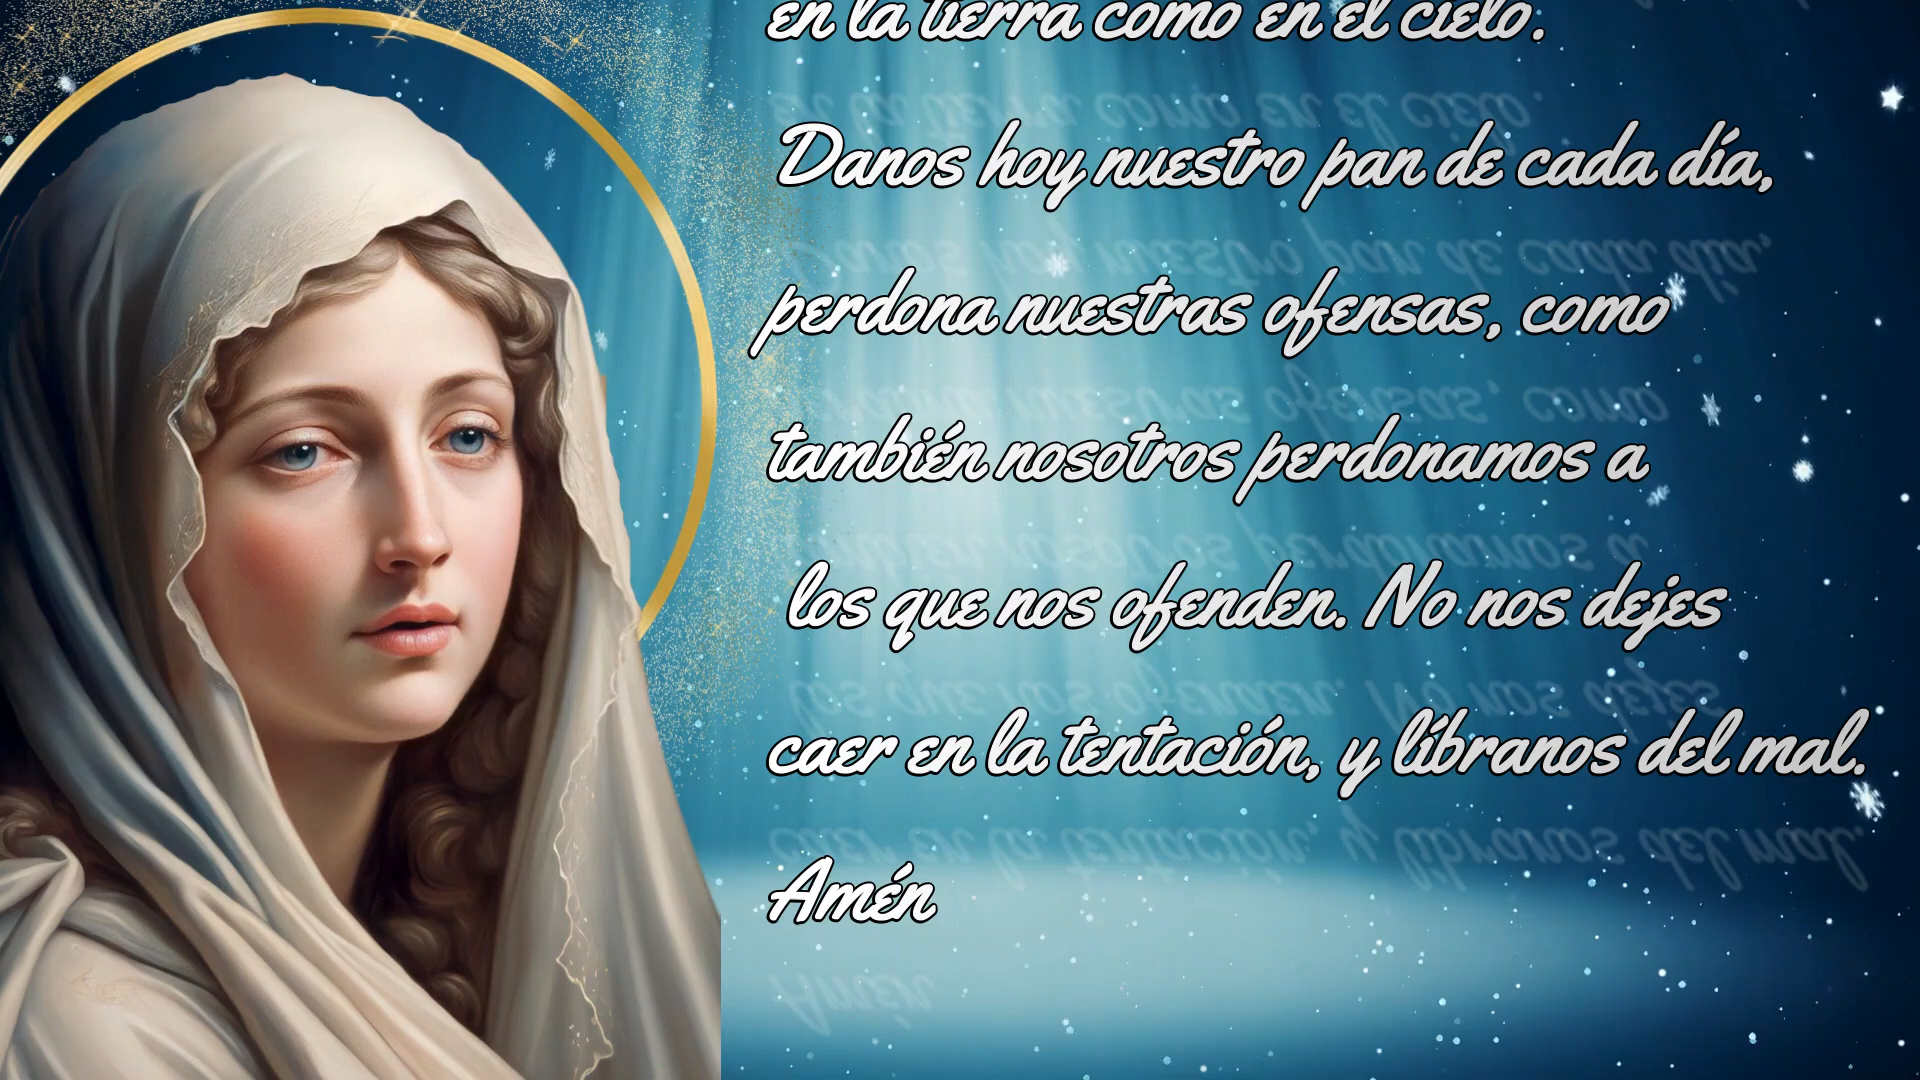 en la tierra como en el cielo.
Danos hoy nuestro pan de cada día,
perdona nuestras ofensas, como
también nosotros perdonamos a
los que nos ofenden. No nos dejes
caer en la tentación, y líbranos del mal.
Amén